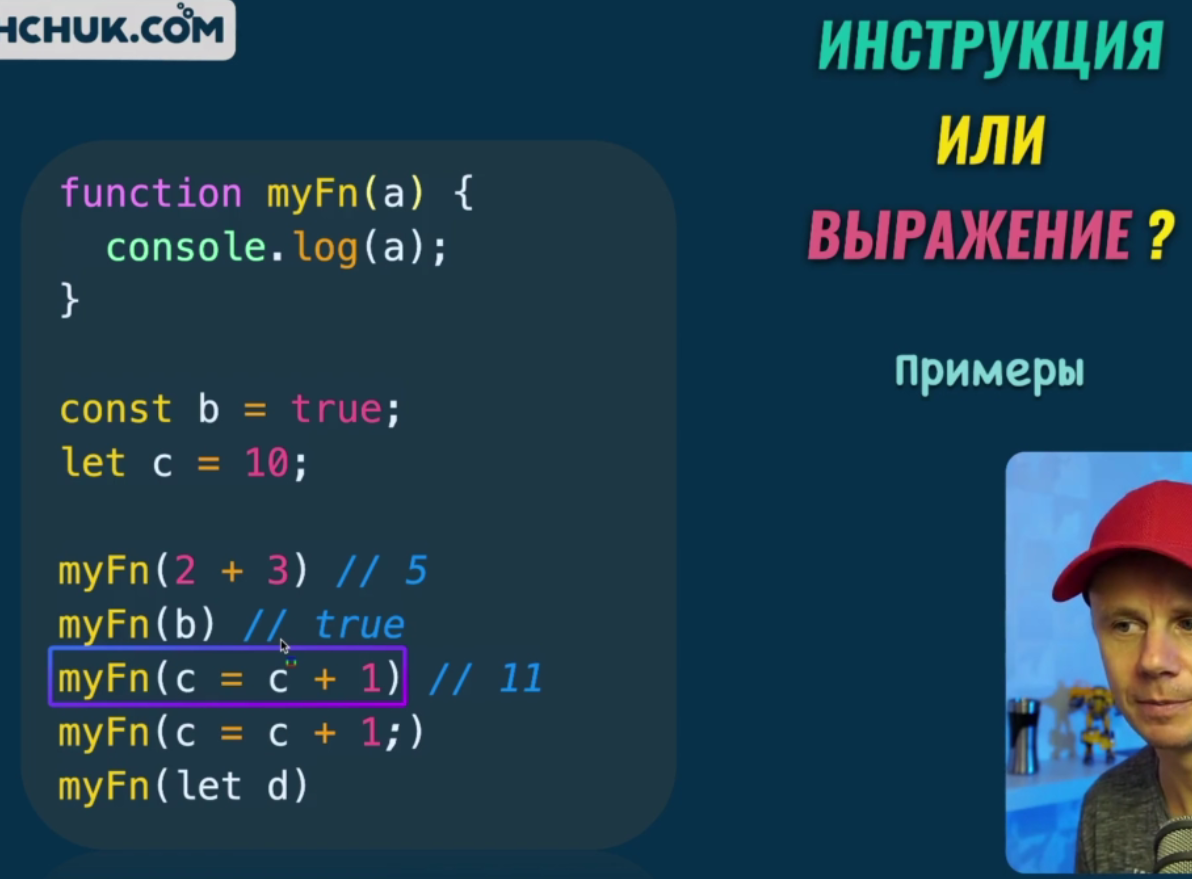 HCHUK.COM
ИНСТРУКЦИЯ
ИЛИ
ВЫРАЖЕНИЕ ?
Примеры
function myFn(a) {
  console.log(a);
}
const b = true;
let c = 10;
myFn(2 + 3) // 5
myFn(b) // true
myFn(c = c + 1) // 11
myFn(c = c + 1;)
myFn(let d)